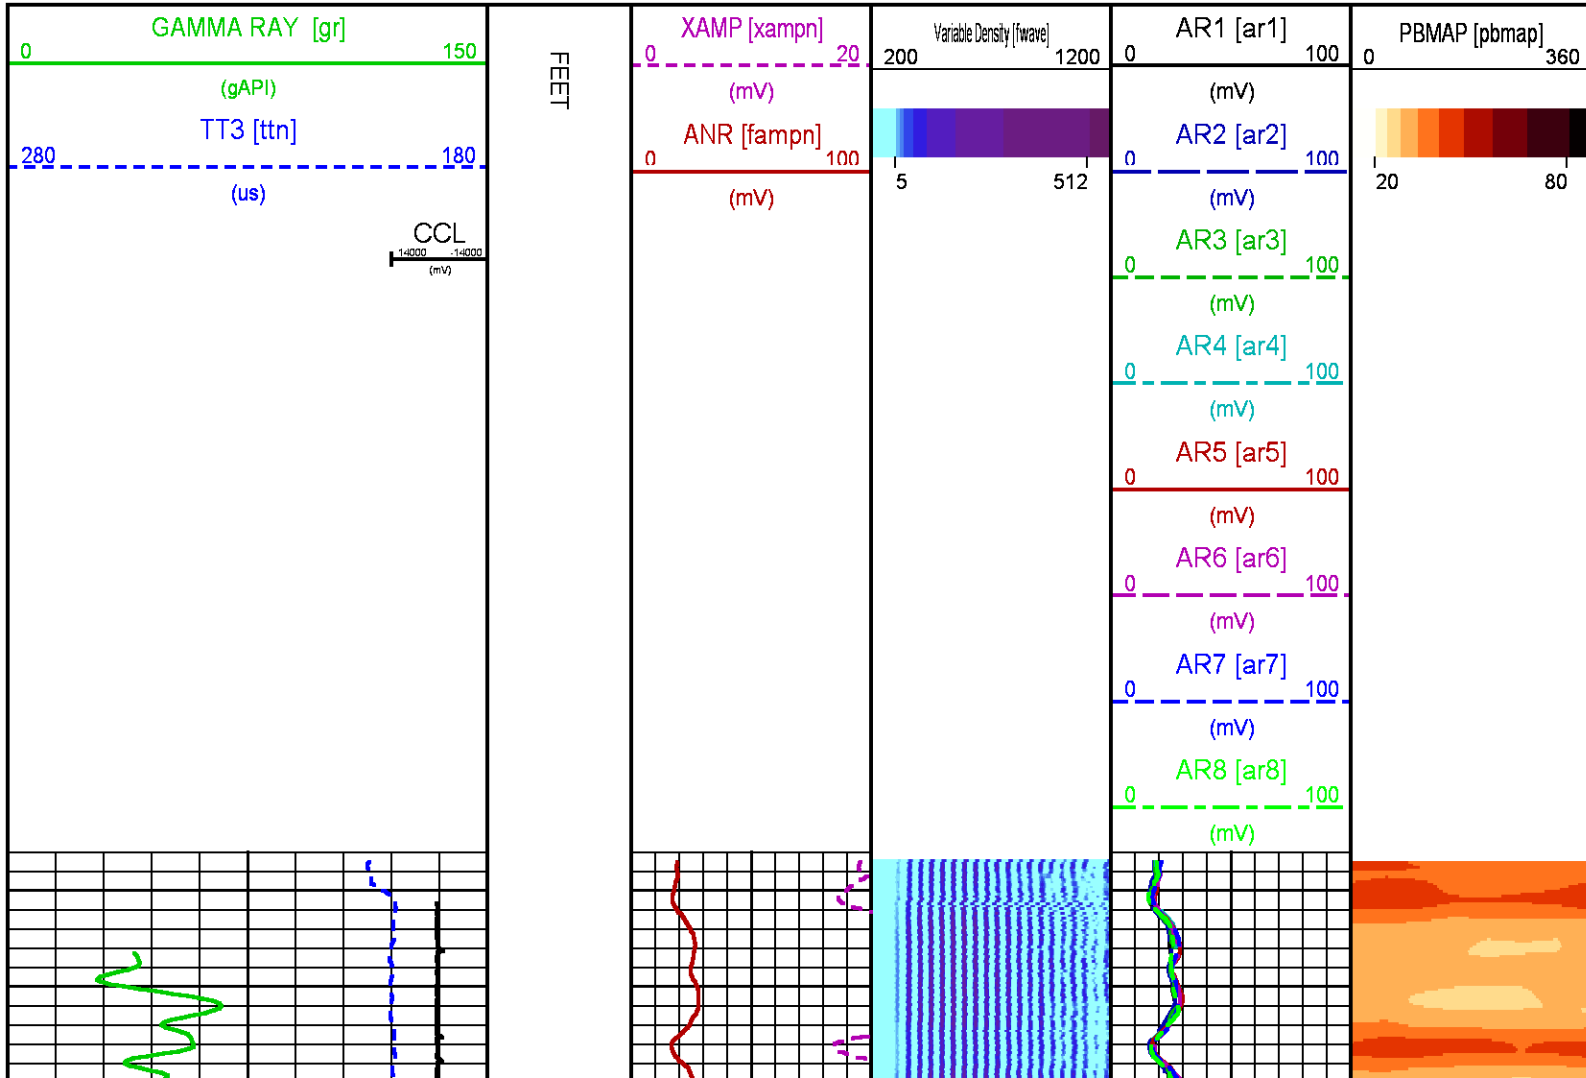 GAMMA RAY [gr]
0 150
(gAPI)
TT3 [ttn]
280 180
(us)
CCL
14000 -14000
(mV)
FEET
XAMP [xampn]
0 20
(mV)
ANR [fampn]
0 100
(mV)
Variable Density [fwave]
200 1200
5 512
AR1 [ar1]
0 100
(mV)
AR2 [ar2]
0 100
(mV)
AR3 [ar3]
0 100
(mV)
AR4 [ar4]
0 100
(mV)
AR5 [ar5]
0 100
(mV)
AR6 [ar6]
0 100
(mV)
AR7 [ar7]
0 100
(mV)
AR8 [ar8]
0 100
(mV)
PBMAP [pbmap]
0 360
20 80